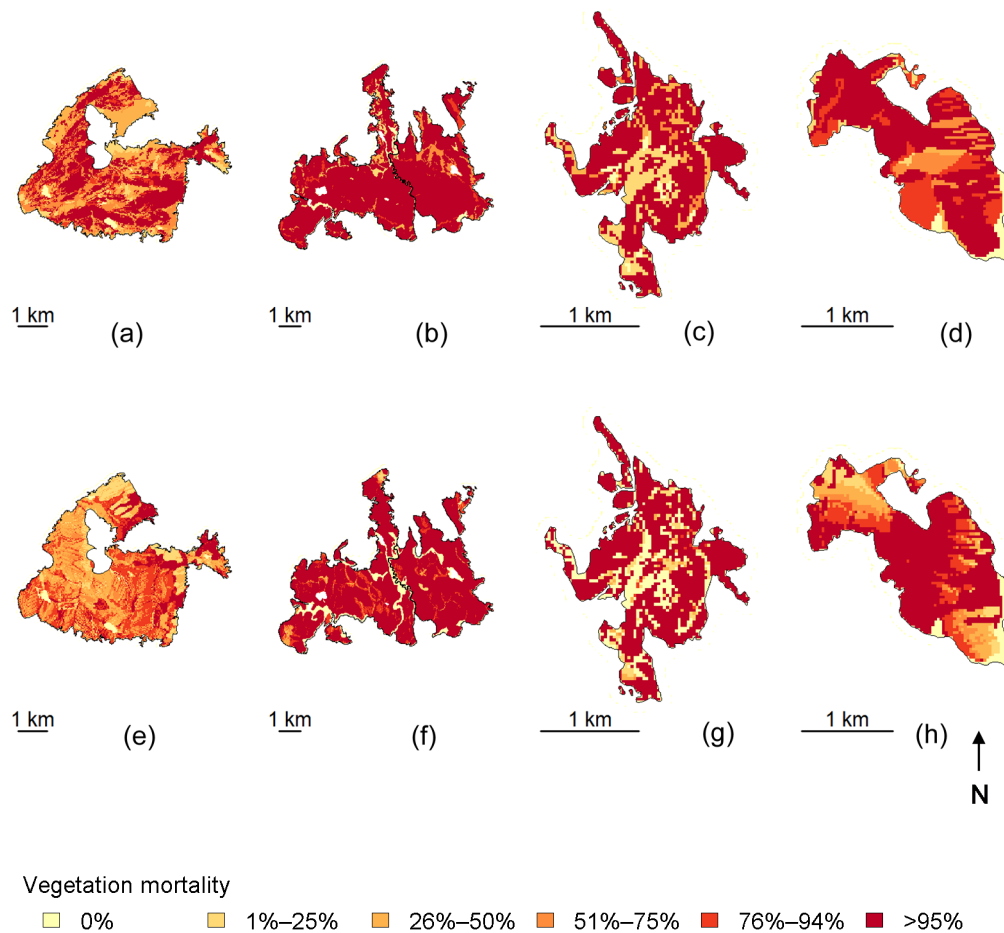 1 km 1 km 1 km 1 km
(a) (b) (c) (d)
1 km 1 km 1 km 1 km
(e) (f) (g) (h)
N
Vegetation mortality
0% 1%–25% 26%–50% 51%–75% 76%–94% >95%